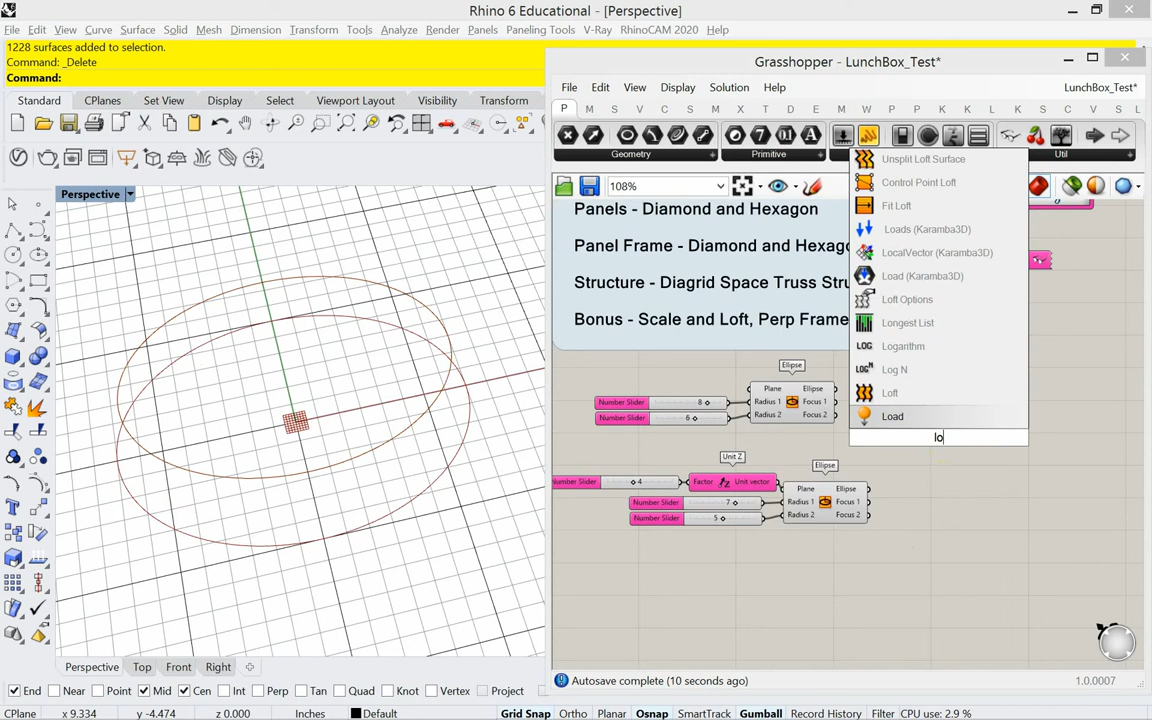 Rhino 6 Educational - [Perspective]
File Edit View Curve Surface Solid Mesh Dimension Transform Tools Analyze Render Panels Paneling Tools V-Ray RhinoCAM 2020 Help
1228 surfaces added to selection.
Command: _Delete
Command:
Standard CPlanes Set View Display Select Viewport Layout Visibility Transform
Perspective
Grasshopper - LunchBox_Test*
File Edit View Display Solution Help LunchBox_Test*
P M S V C S M X T D E M W K K L K S C V S L
Geometry Primitive Util
108%
Panels - Diamond and Hexagon
Panel Frame - Diamond and Hexago
Structure - Diagrid Space Truss Stru
Bonus - Scale and Loft, Perp Frame
Unsplit Loft Surface
Control Point Loft
Fit Loft
Loads (Karamba3D)
LocalVector (Karamba3D)
Load (Karamba3D)
Loft Options
Longest List
LOG Logarithm
Log N
Loft
Load
lo
Ellipse
Number Slider 8
Number Slider 6
Plane Ellipse
Radius 1 Focus 1
Radius 2 Focus 2
Unit Z
Number Slider 4
Factor Unit vector
Ellipse
Number Slider 7
Number Slider 5
Plane Ellipse
Radius 1 Focus 1
Radius 2 Focus 2
Autosave complete (10 seconds ago) 1.0.0007
Perspective Top Front Right
End Near Point Mid Cen Int Perp Tan Quad Knot Vertex Project
CPlane x 9.334 y -4.474 z 0.000 Inches Default Grid Snap Ortho Planar Osnap SmartTrack Gumball Record History Filter CPU use: 2.9 %